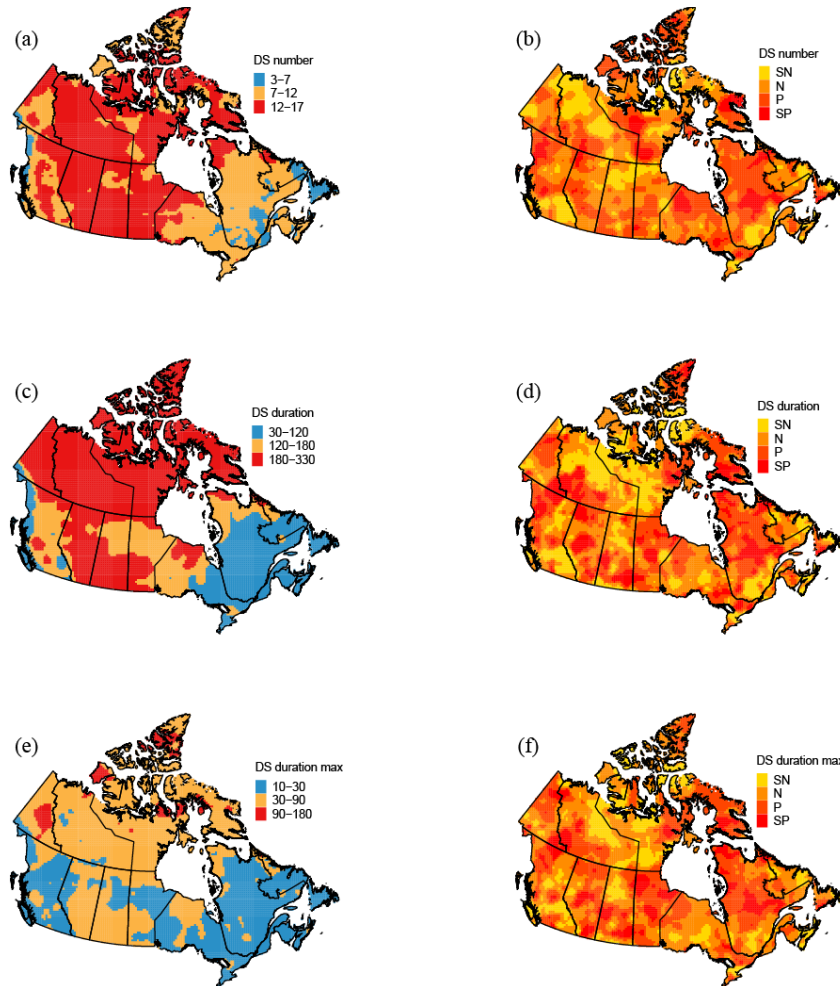 (a)
DS number
3−7
7−12
12−17
(b)
DS number
SN
N
P
SP
(c)
DS duration
30−120
120−180
180−330
(d)
DS duration
SN
N
P
SP
(e)
DS duration max
10−30
30−90
90−180
(f)
DS duration max
SN
N
P
SP